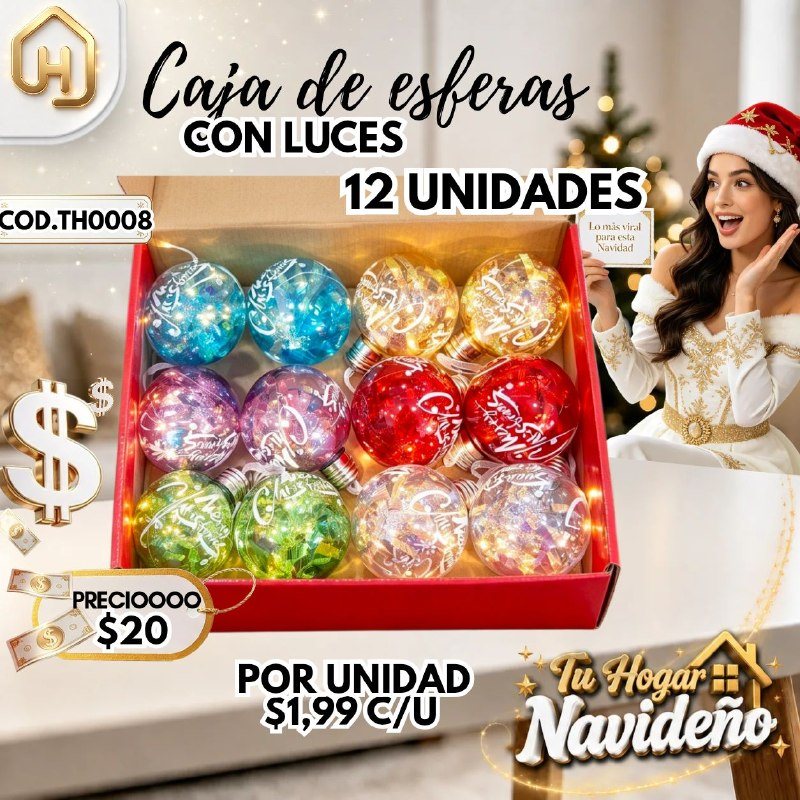 Caja de esferas
CON LUCES
12 UNIDADES
COD.TH0008
Lo más viral
para esta
Navidad
PRECIOOOO
$20
POR UNIDAD
$1,99 C/U
Tu Hogar
Navideño